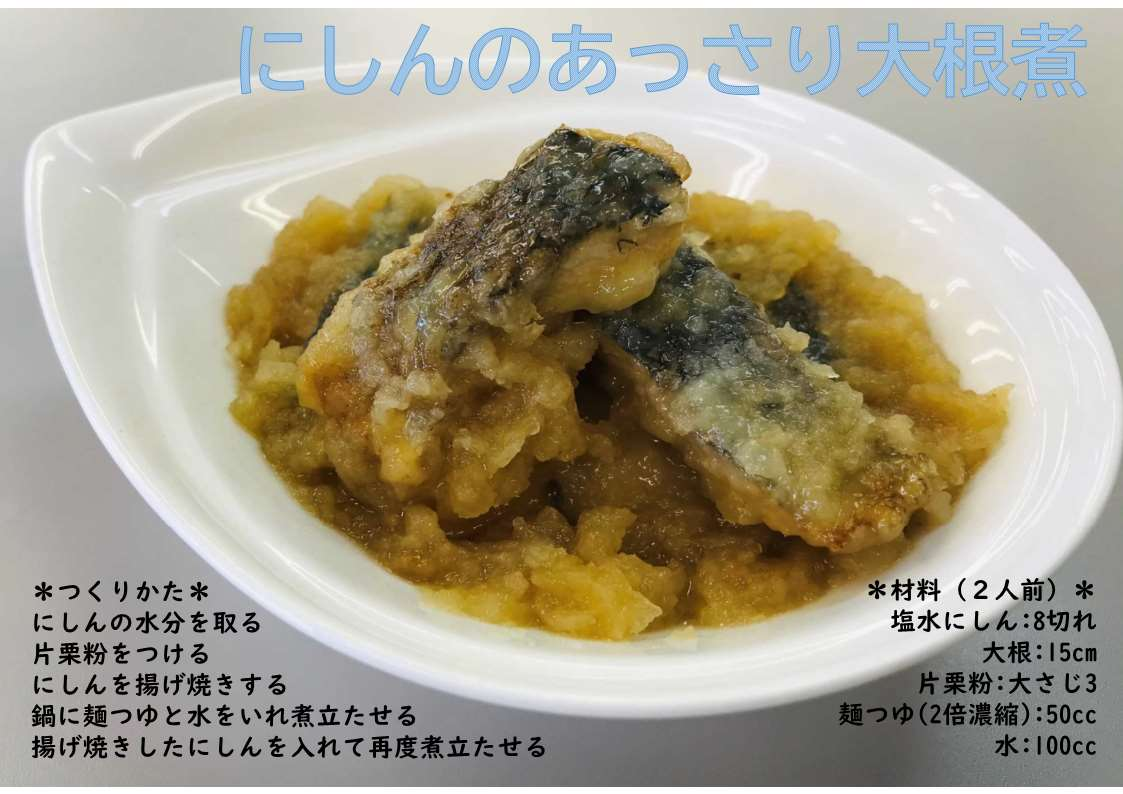 にしんのあっさり大根煮
＊つくりかた＊
にしんの水分を取る
片栗粉をつける
にしんを揚げ焼きする
鍋に麺つゆと水をいれ煮立たせる
揚げ焼きしたにしんを入れて再度煮立たせる
＊材料（２人前）＊
塩水にしん:8切れ
大根:15cm
片栗粉:大さじ3
麺つゆ(2倍濃縮):50cc
水:100cc